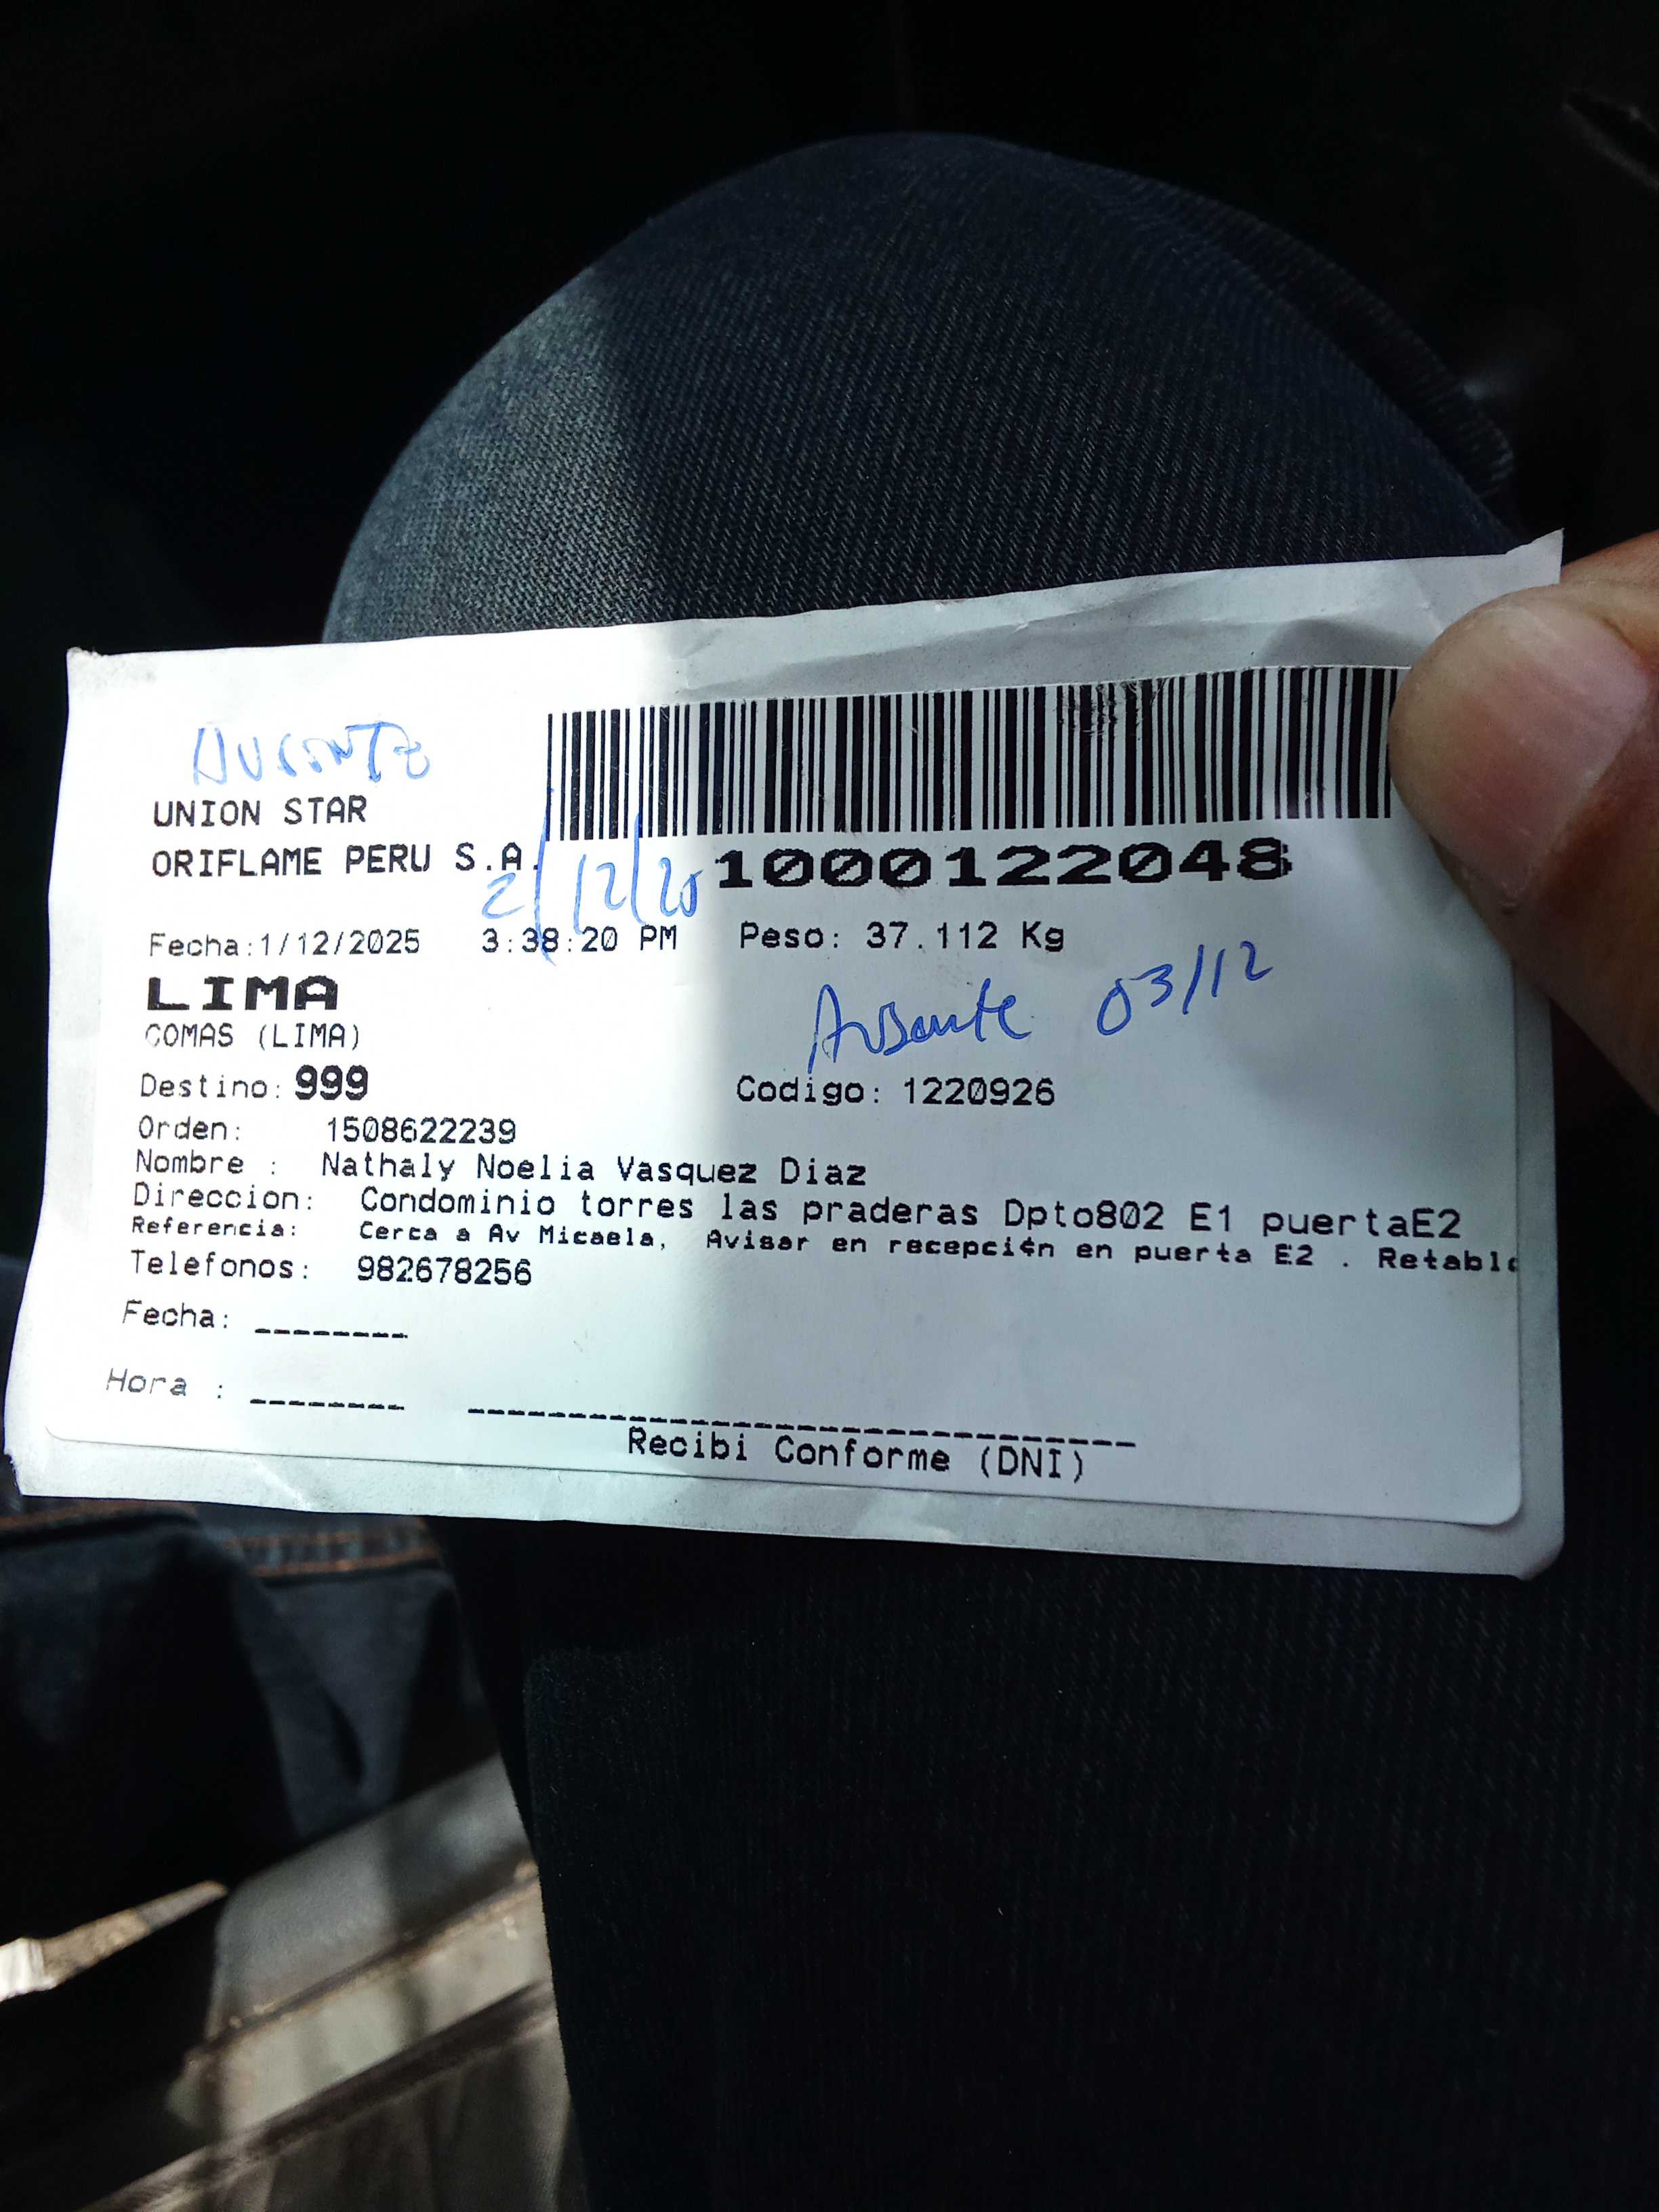 AUSENTE
UNION STAR
ORIFLAME PERU S.A.
2/12/25
1000122048
Fecha:1/12/2025 3:38:20 PM Peso: 37.112 Kg
LIMA
Ausente 03/12
COMAS (LIMA)
Destino: 999 Codigo: 1220926
Orden: 1508622239
Nombre : Nathaly Noelia Vasquez Diaz
Direccion: Condominio torres las praderas Dpto802 E1 puertaE2
Referencia: Cerca a Av Micaela, Avisar en recepci¢n en puerta E2 . Retablo
Telefonos: 982678256
Fecha: ________
Hora : ________
Recibi Conforme (DNI)